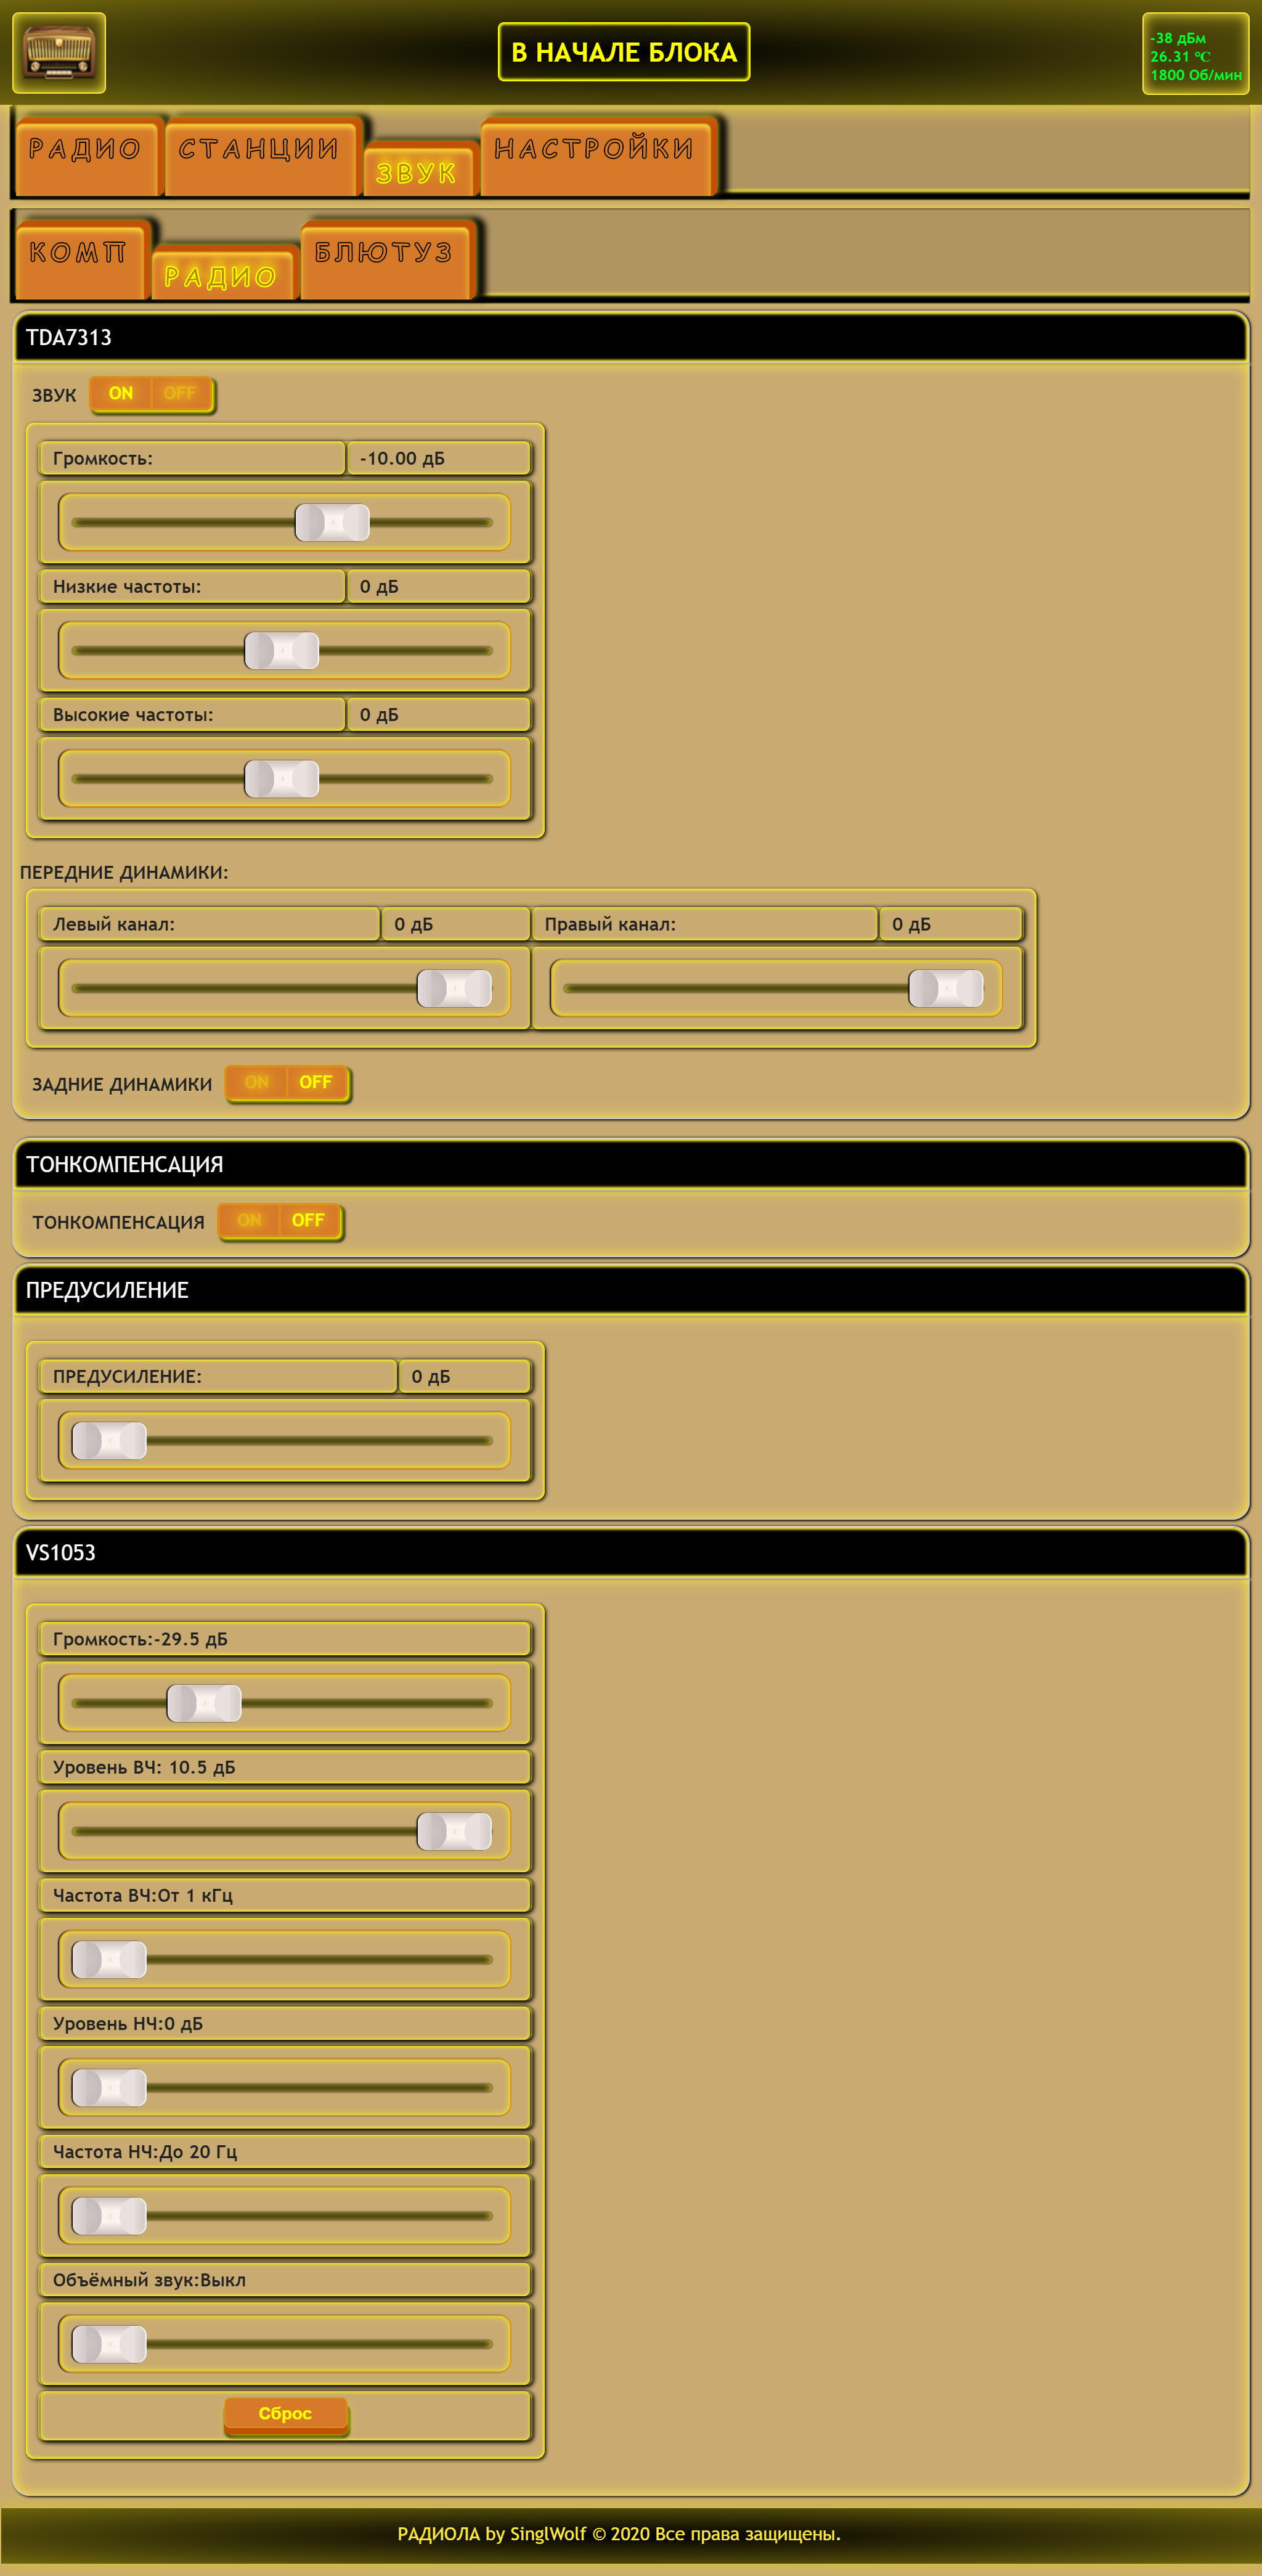 В НАЧАЛЕ БЛОКА
-38 дБм
26.31 °C
1800 Об/мин
РАДИО СТАНЦИИ ЗВУК НАСТРОЙКИ
КОМП РАДИО БЛЮТУЗ
TDA7313
ЗВУК ON OFF
Громкость: -10.00 дБ
Низкие частоты: 0 дБ
Высокие частоты: 0 дБ
ПЕРЕДНИЕ ДИНАМИКИ:
Левый канал: 0 дБ Правый канал: 0 дБ
ЗАДНИЕ ДИНАМИКИ ON OFF
ТОНКОМПЕНСАЦИЯ
ТОНКОМПЕНСАЦИЯ ON OFF
ПРЕДУСИЛЕНИЕ
ПРЕДУСИЛЕНИЕ: 0 дБ
VS1053
Громкость:-29.5 дБ
Уровень ВЧ: 10.5 дБ
Частота ВЧ:От 1 кГц
Уровень НЧ:0 дБ
Частота НЧ:До 20 Гц
Объёмный звук:Выкл
Сброс
РАДИОЛА by SinglWolf © 2020 Все права защищены.